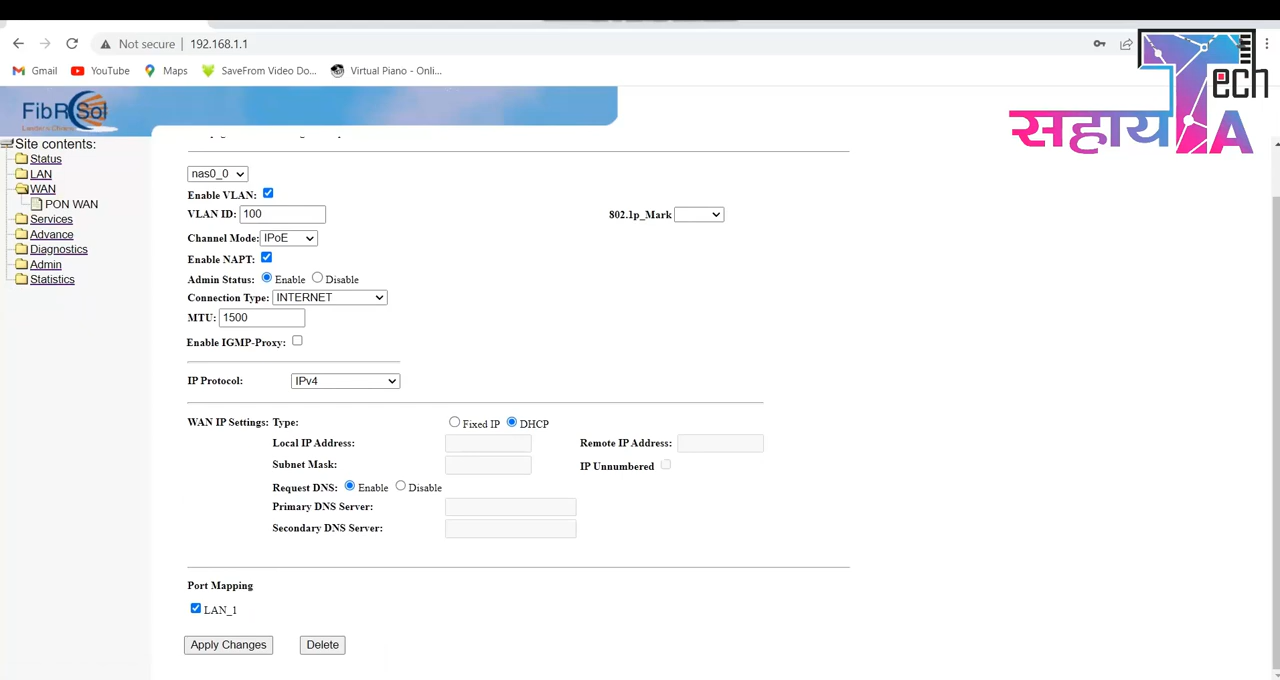 Not secure | 192.168.1.1
Gmail YouTube Maps SaveFrom Video Do... Virtual Piano - Onli...
Tech
सहायTA
FibRSol
Leaders Choice
Site contents:
Status
LAN
WAN
PON WAN
Services
Advance
Diagnostics
Admin
Statistics
nas0_0
Enable VLAN:
VLAN ID: 100 802.1p_Mark
Channel Mode: IPoE
Enable NAPT:
Admin Status: Enable Disable
Connection Type: INTERNET
MTU: 1500
Enable IGMP-Proxy:
IP Protocol: IPv4
WAN IP Settings: Type: Fixed IP DHCP
Local IP Address: Remote IP Address:
Subnet Mask: IP Unnumbered
Request DNS: Enable Disable
Primary DNS Server:
Secondary DNS Server:
Port Mapping
LAN_1
Apply Changes Delete